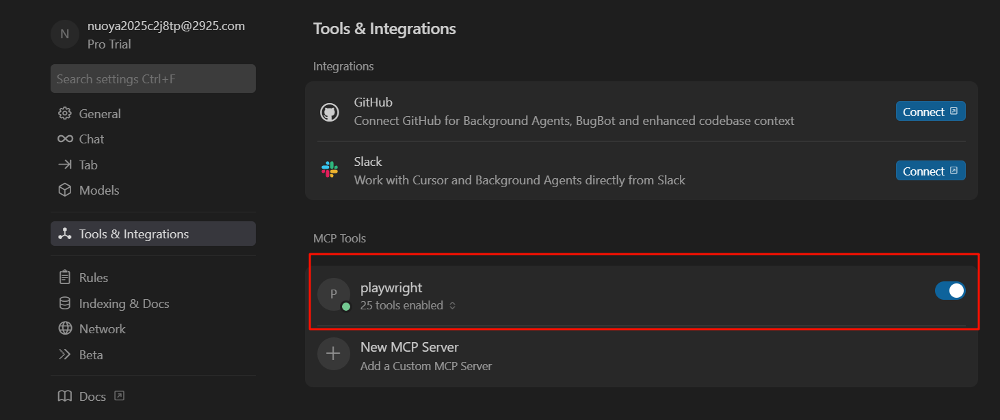 N
nuoya2025c2j8tp@2925.com
Pro Trial
Search settings Ctrl+F
General
Chat
Tab
Models
Tools & Integrations
Rules
Indexing & Docs
Network
Beta
Docs
Tools & Integrations
Integrations
GitHub
Connect GitHub for Background Agents, BugBot and enhanced codebase context
Connect
Slack
Work with Cursor and Background Agents directly from Slack
Connect
MCP Tools
P
playwright
25 tools enabled
New MCP Server
Add a Custom MCP Server